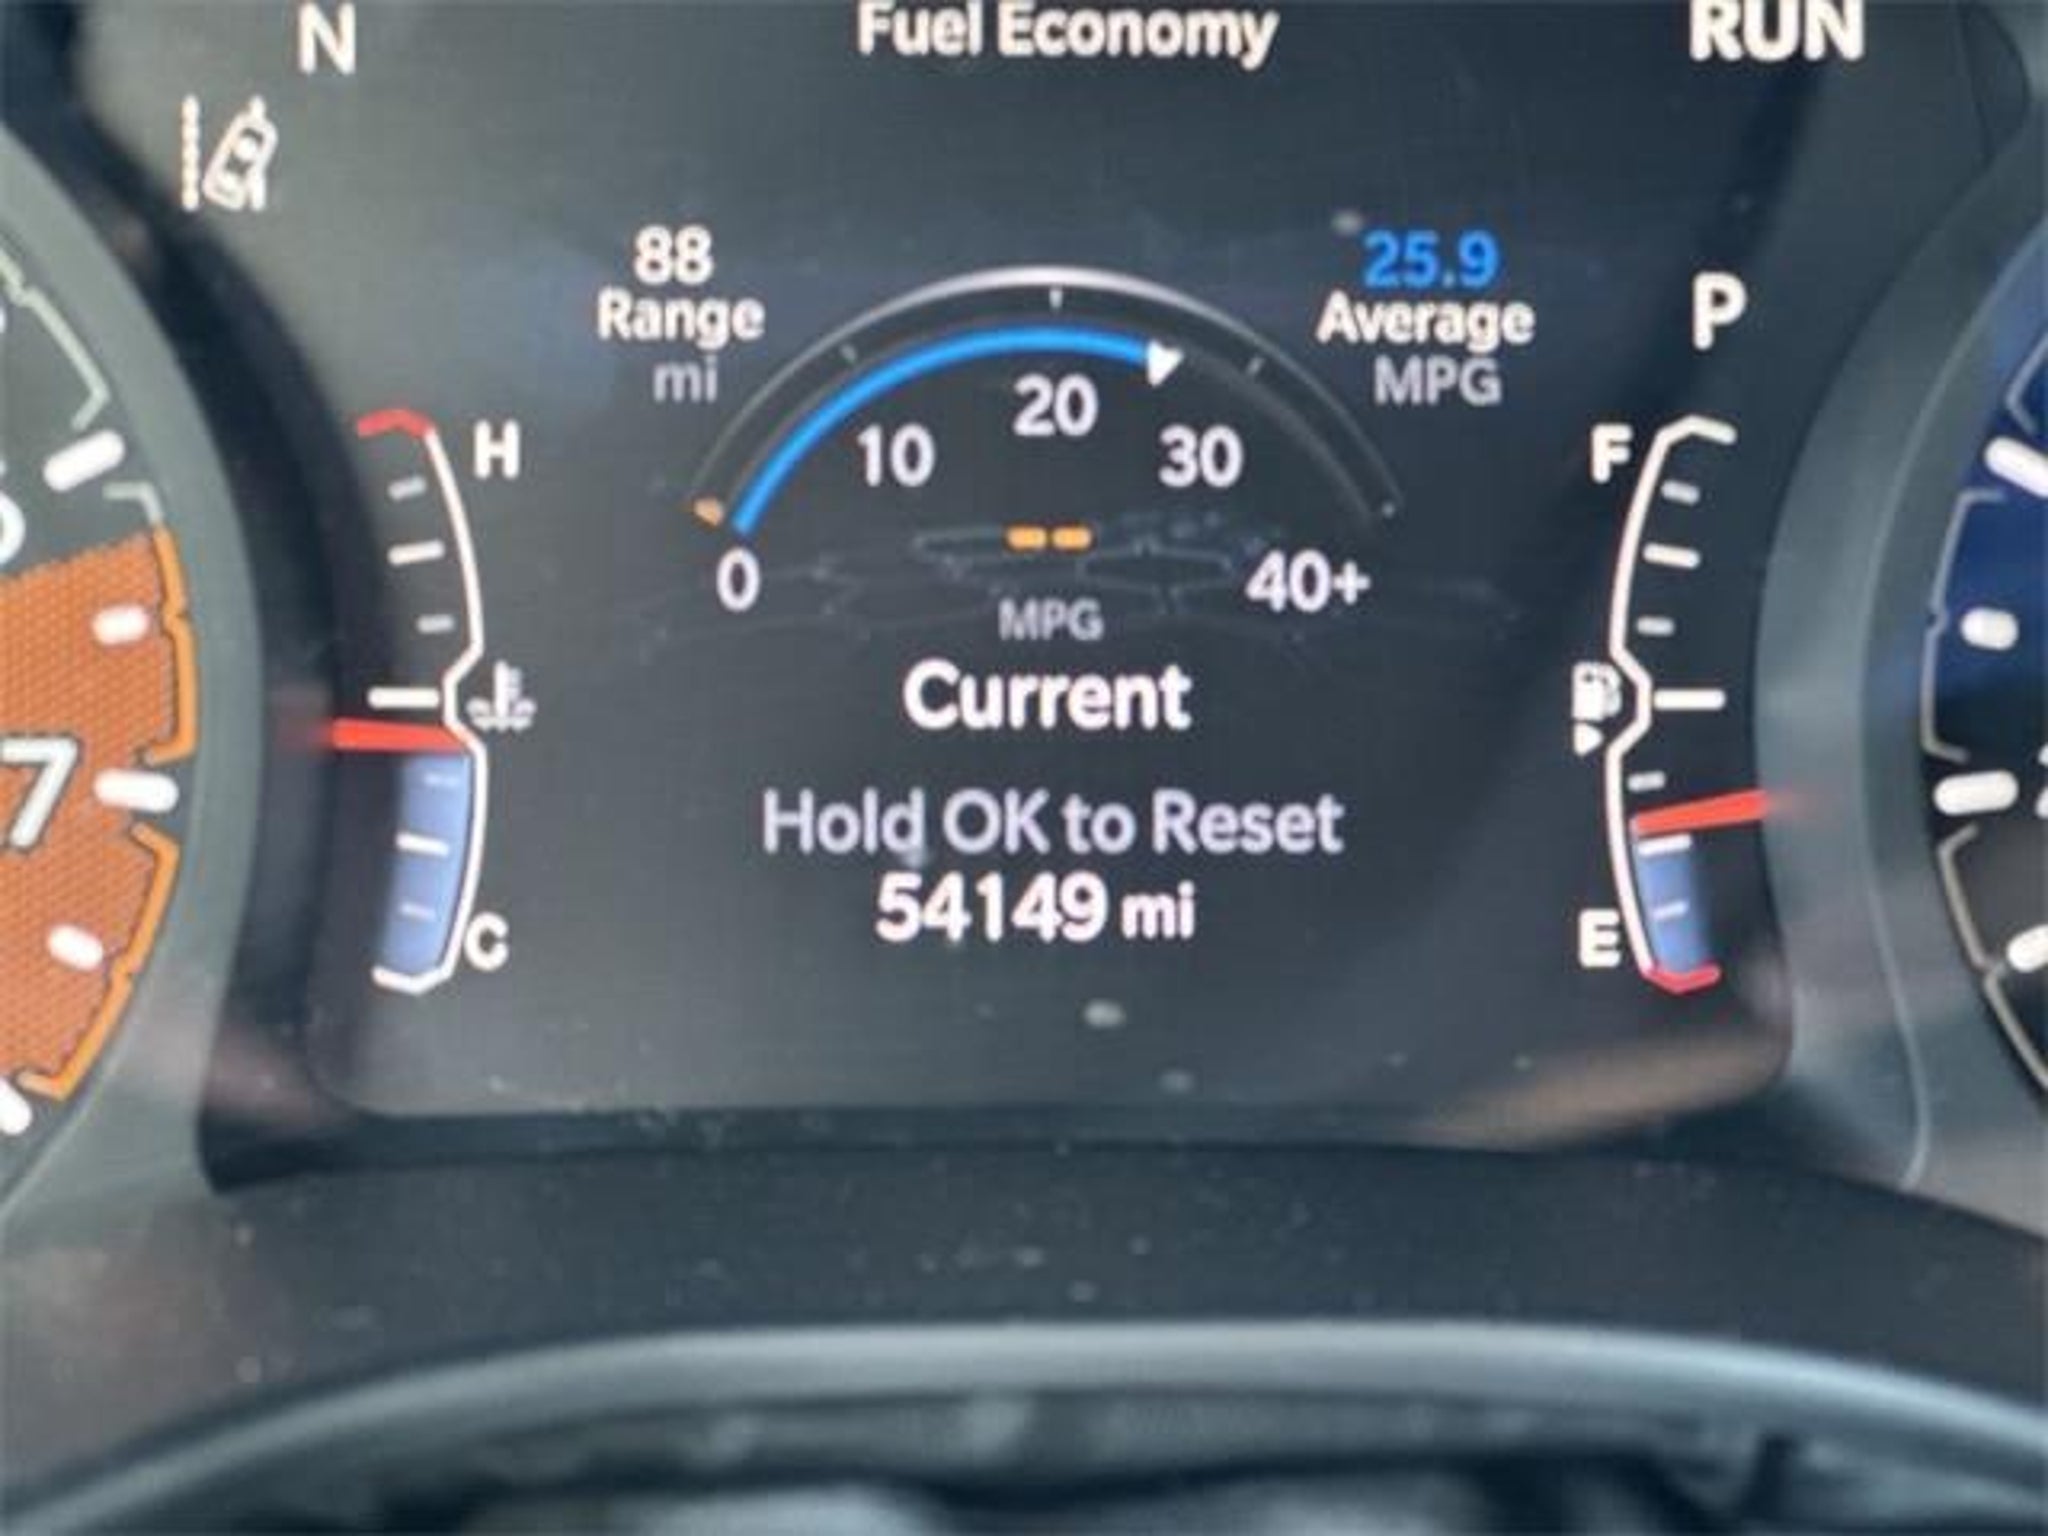 N
Fuel Economy
RUN
88
Range
mi
25.9
Average
MPG
P
H
F
20
10
30
0
40+
--
MPG
Current
7
Hold OK to Reset
54149 mi
C
E